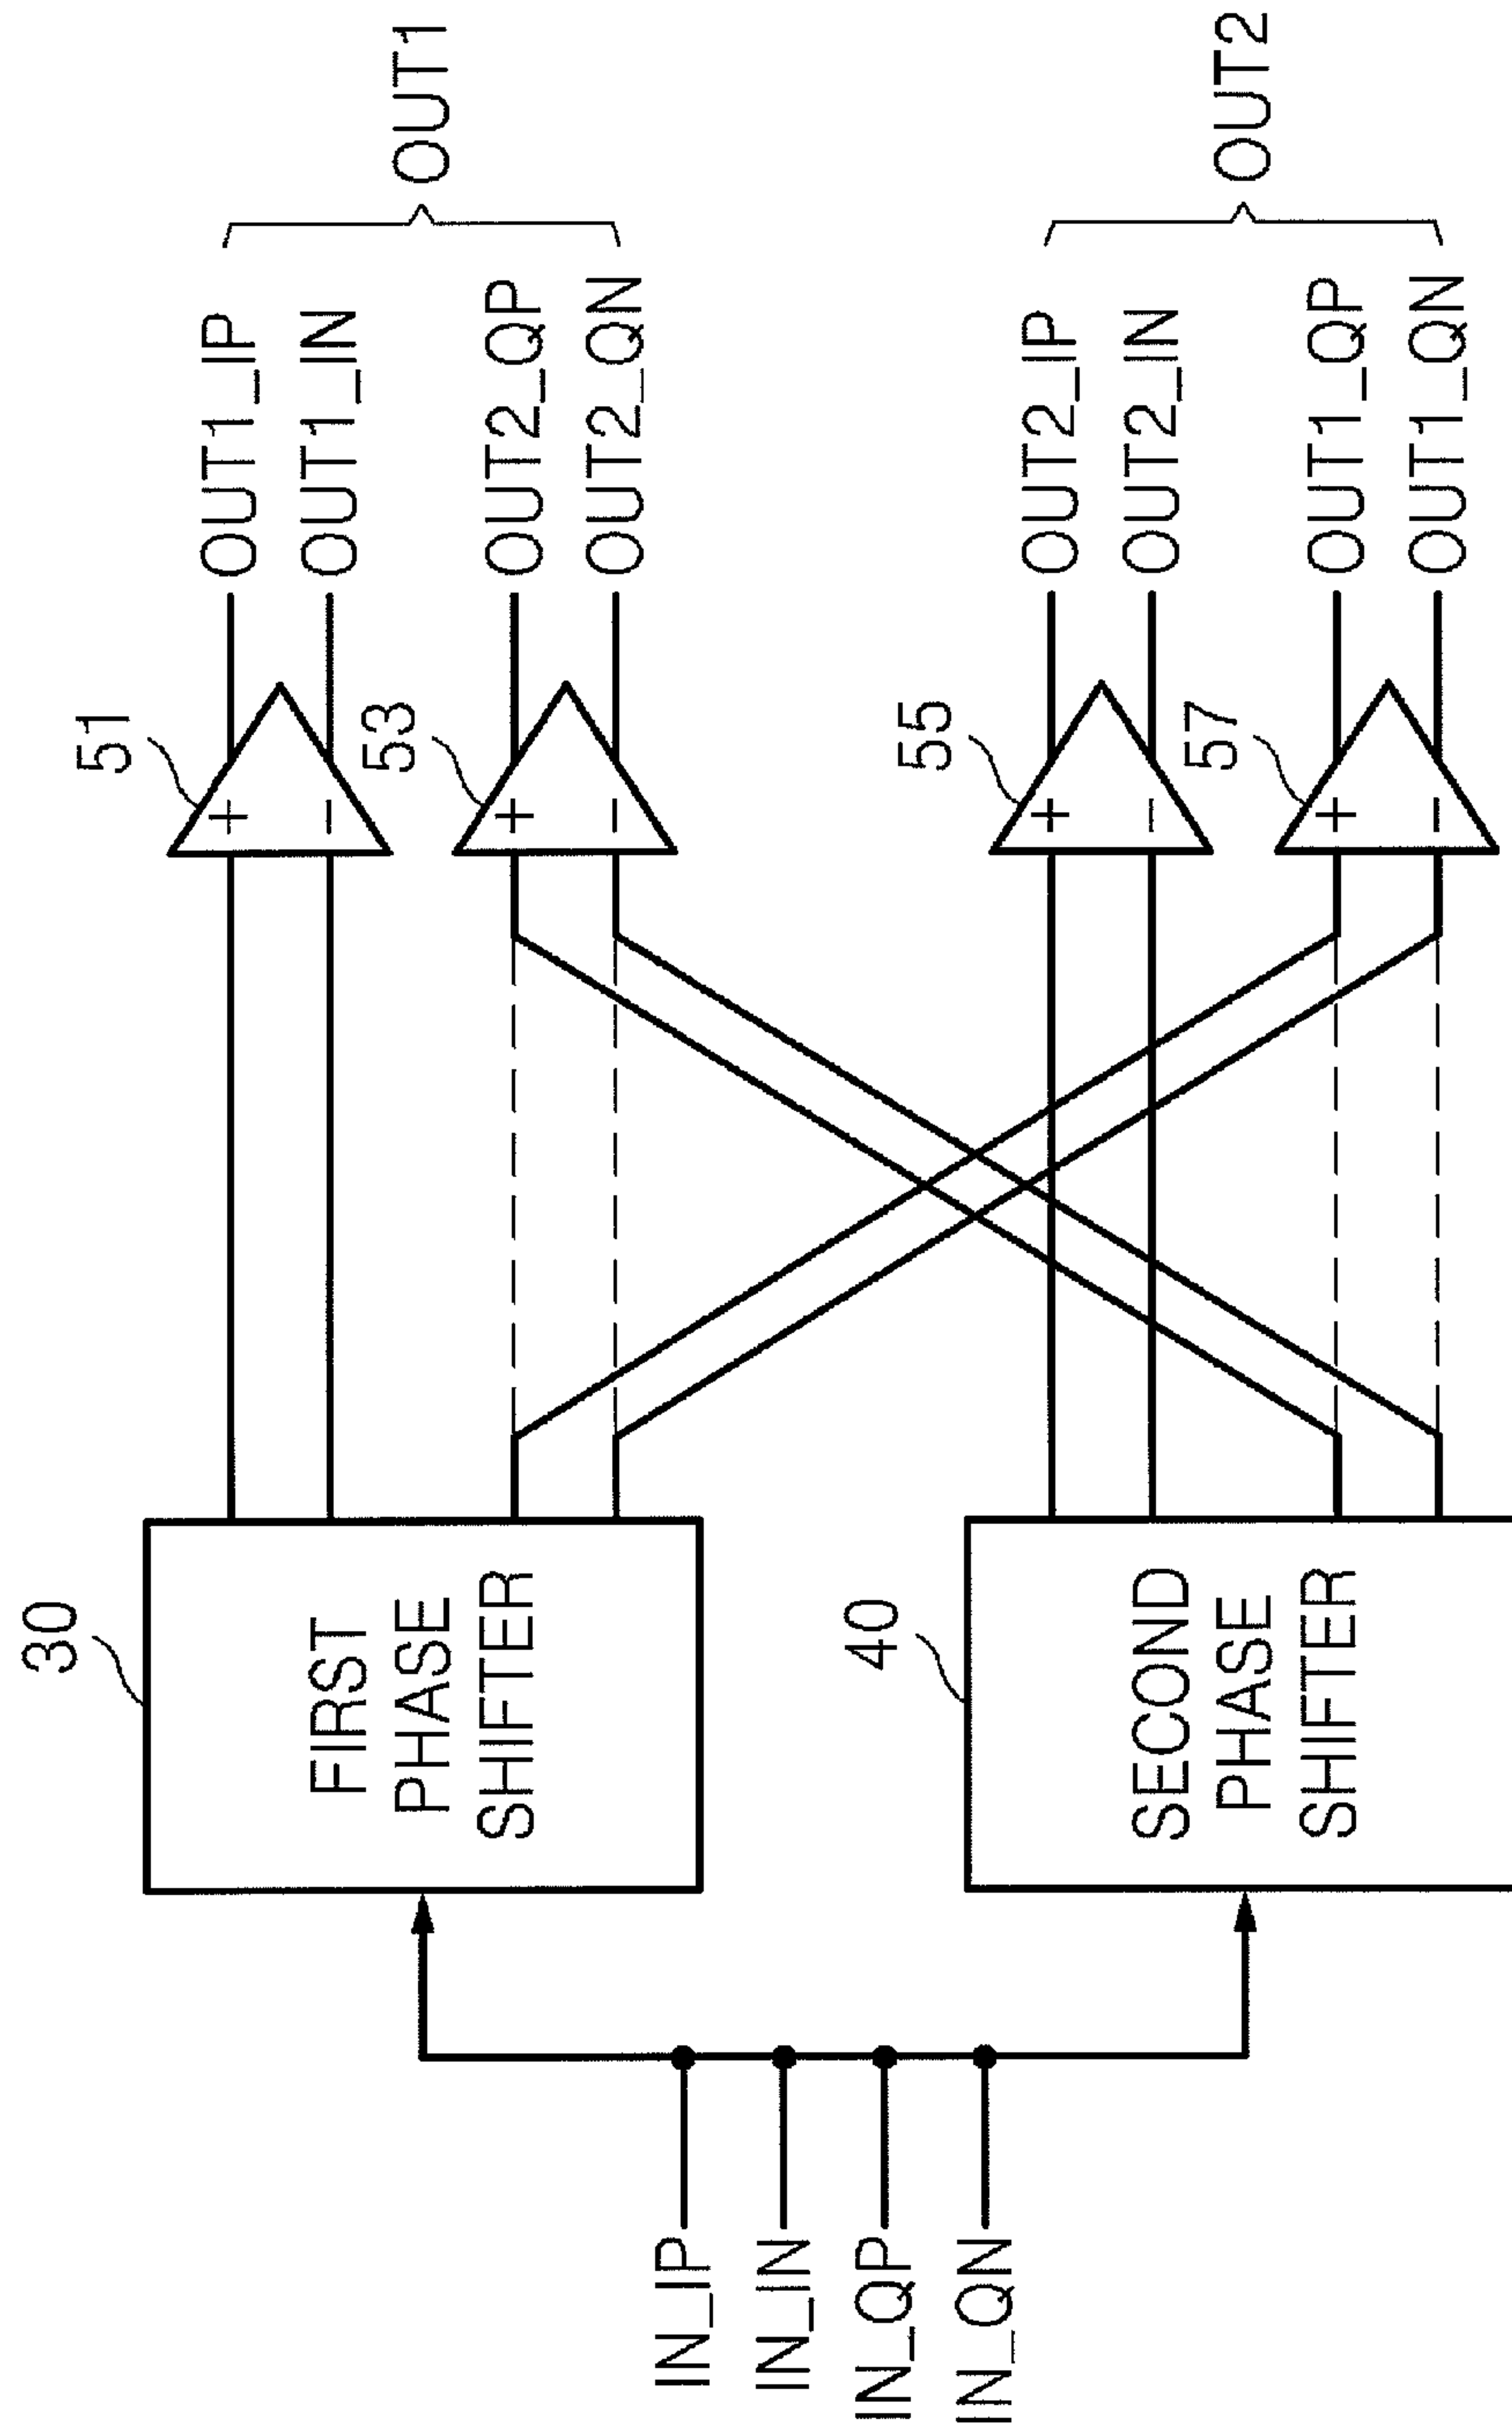 IN_IP
IN_IN
IN_QP
IN_QN
30
FIRST
PHASE
SHIFTER
40
SECOND
PHASE
SHIFTER
51
+
−
53
+
−
55
+
−
57
+
−
OUT1_IP
OUT1_IN
OUT2_QP
OUT2_QN
OUT1
OUT2_IP
OUT2_IN
OUT1_QP
OUT1_QN
OUT2